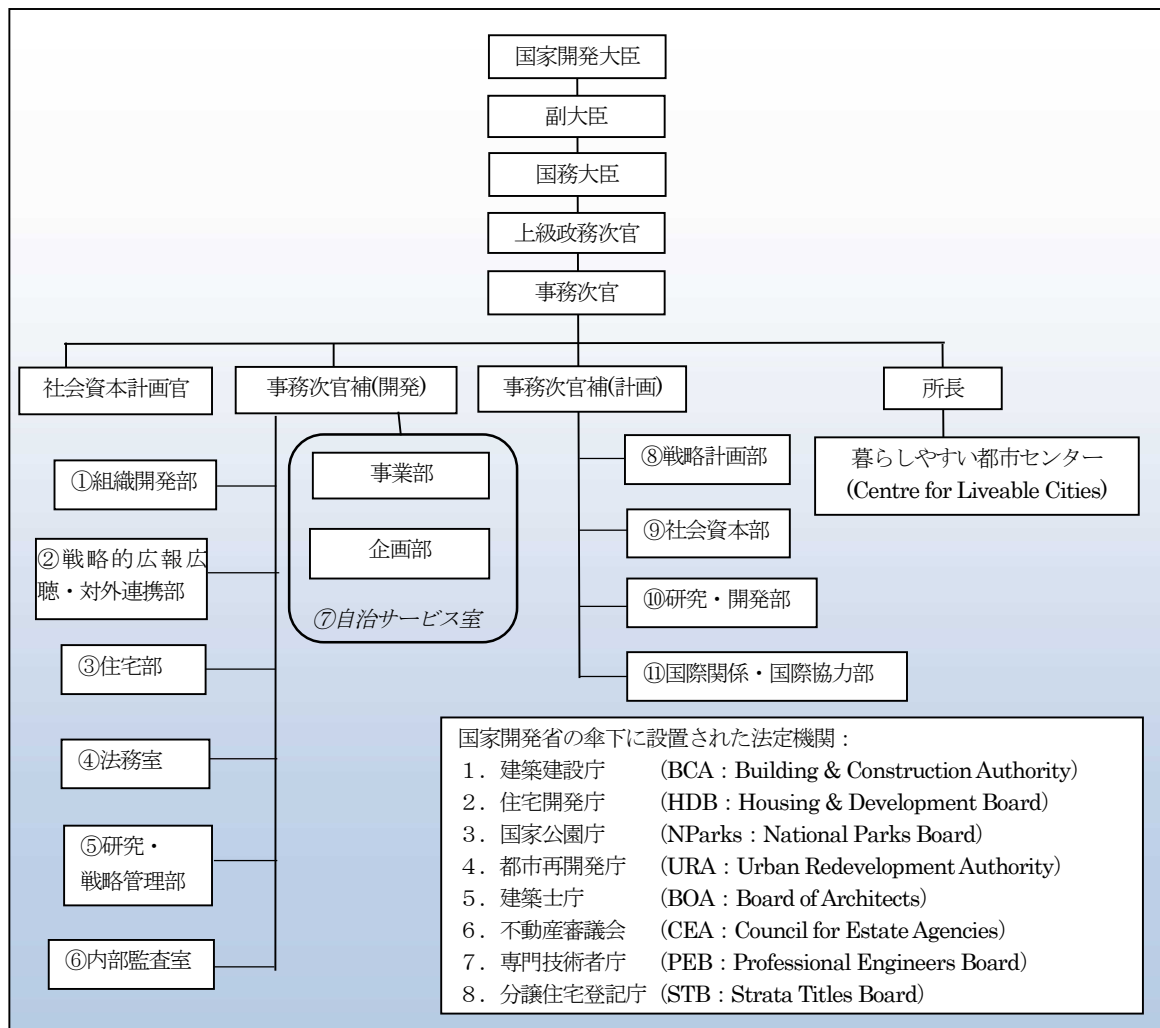 国家開発大臣
副大臣
国務大臣
上級政務次官
事務次官
社会資本計画官
事務次官補(開発)
事務次官補(計画)
所長
①組織開発部
②戦略的広報広
聴・対外連携部
③住宅部
④法務室
⑤研究・
戦略管理部
⑥内部監査室
事業部
企画部
⑦自治サービス室
⑧戦略計画部
⑨社会資本部
⑩研究・開発部
⑪国際関係・国際協力部
暮らしやすい都市センター
(Centre for Liveable Cities)
国家開発省の傘下に設置された法定機関：
1．建築建設庁 (BCA：Building & Construction Authority)
2．住宅開発庁 (HDB：Housing & Development Board)
3．国家公園庁 (NParks：National Parks Board)
4．都市再開発庁 (URA：Urban Redevelopment Authority)
5．建築士庁 (BOA：Board of Architects)
6．不動産審議会 (CEA：Council for Estate Agencies)
7．専門技術者庁 (PEB：Professional Engineers Board)
8．分譲住宅登記庁 (STB：Strata Titles Board)